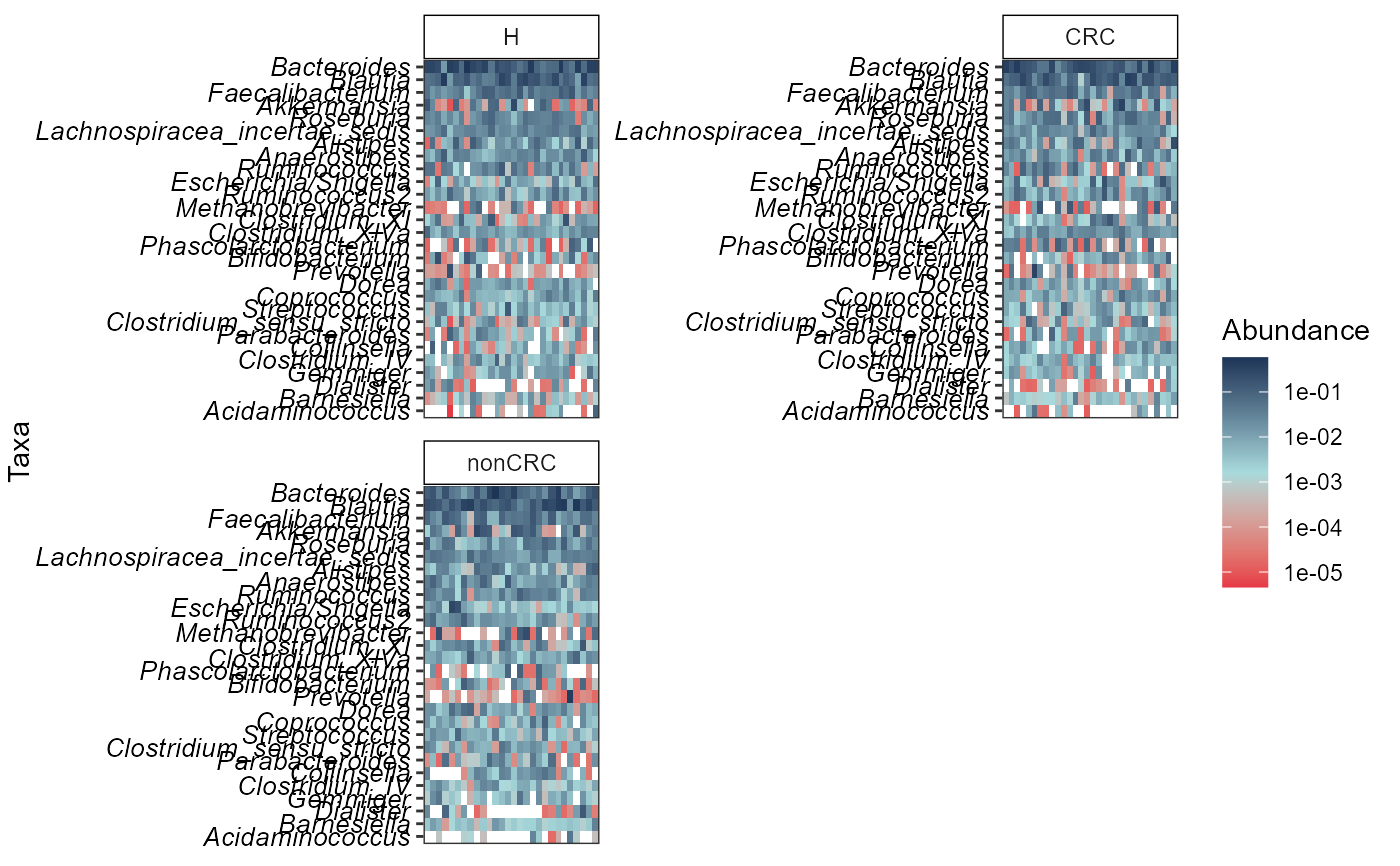 H
Bacteroides
Blautia
Faecalibacterium
Akkermansia
Roseburia
Lachnospiracea_incertae_sedis
Alistipes
Anaerostipes
Ruminococcus
Escherichia/Shigella
Ruminococcus2
Methanobrevibacter
Clostridium_XI
Clostridium_XlVa
Phascolarctobacterium
Bifidobacterium
Prevotella
Dorea
Coprococcus
Streptococcus
Clostridium_sensu_stricto
Parabacteroides
Collinsella
Clostridium_IV
Gemmiger
Dialister
Barnesiella
Acidaminococcus
CRC
Bacteroides
Blautia
Faecalibacterium
Akkermansia
Roseburia
Lachnospiracea_incertae_sedis
Alistipes
Anaerostipes
Ruminococcus
Escherichia/Shigella
Ruminococcus2
Methanobrevibacter
Clostridium_XI
Clostridium_XlVa
Phascolarctobacterium
Bifidobacterium
Prevotella
Dorea
Coprococcus
Streptococcus
Clostridium_sensu_stricto
Parabacteroides
Collinsella
Clostridium_IV
Gemmiger
Dialister
Barnesiella
Acidaminococcus
Taxa
nonCRC
Bacteroides
Blautia
Faecalibacterium
Akkermansia
Roseburia
Lachnospiracea_incertae_sedis
Alistipes
Anaerostipes
Ruminococcus
Escherichia/Shigella
Ruminococcus2
Methanobrevibacter
Clostridium_XI
Clostridium_XlVa
Phascolarctobacterium
Bifidobacterium
Prevotella
Dorea
Coprococcus
Streptococcus
Clostridium_sensu_stricto
Parabacteroides
Collinsella
Clostridium_IV
Gemmiger
Dialister
Barnesiella
Acidaminococcus
Abundance
1e-01
1e-02
1e-03
1e-04
1e-05